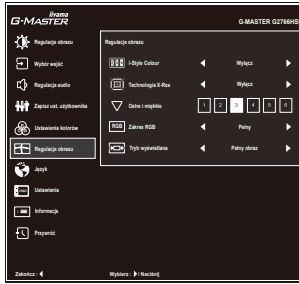 iiyama
G-MASTER
G-MASTER G2766HS
Regulacje obrazu
Wybór wejść
Regulacje audio
Zapisz ust. użytkownika
Ustawienia kolorów
Regulacje obrazu
Język
Ustawienia
Informacje
Przywróć
Regulacje obrazu
i-Style Colour
Wyłącz
Technologia X-Res
Wyłącz
Ostre i miękkie
1 2 3 4 5 6
RGB Zakres RGB
Pełny
Tryb wyświetlana
Pełny obraz
Zakończ :
Wybierz : / Naciśnij